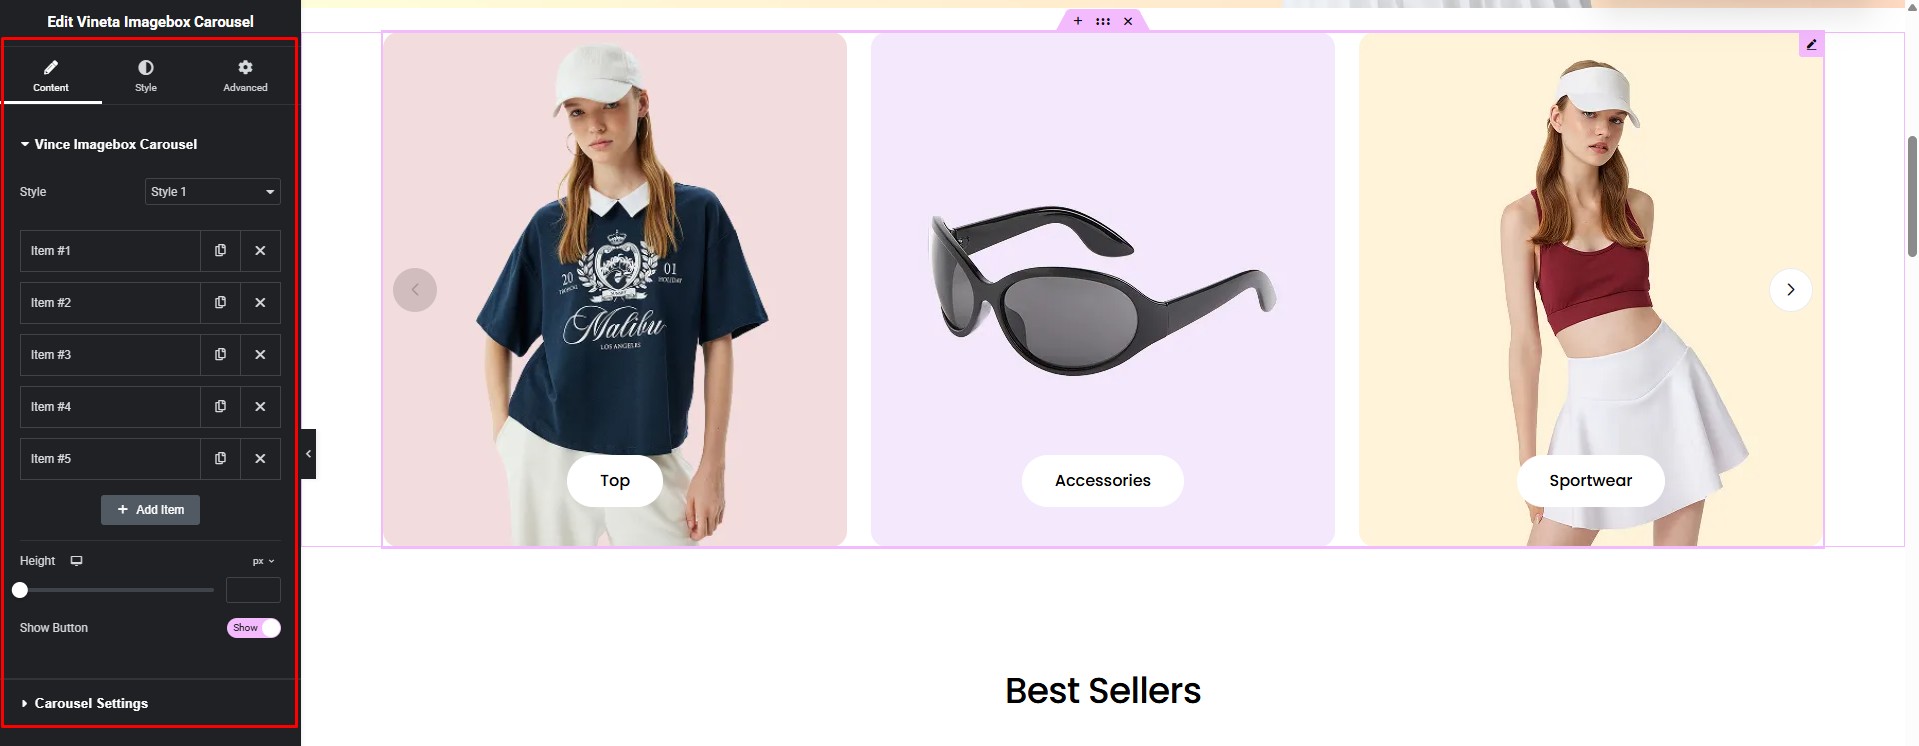 Edit Vineta Imagebox Carousel
Content
Style
Advanced
Vince Imagebox Carousel
Style
Style 1
Item #1
Item #2
Item #3
Item #4
Item #5
+ Add Item
Height
px
Show Button
Show
Carousel Settings
20
01
TROPICAL
HOLIDAY
Malibu
LOS ANGELES
Top
Accessories
Sportwear
Best Sellers